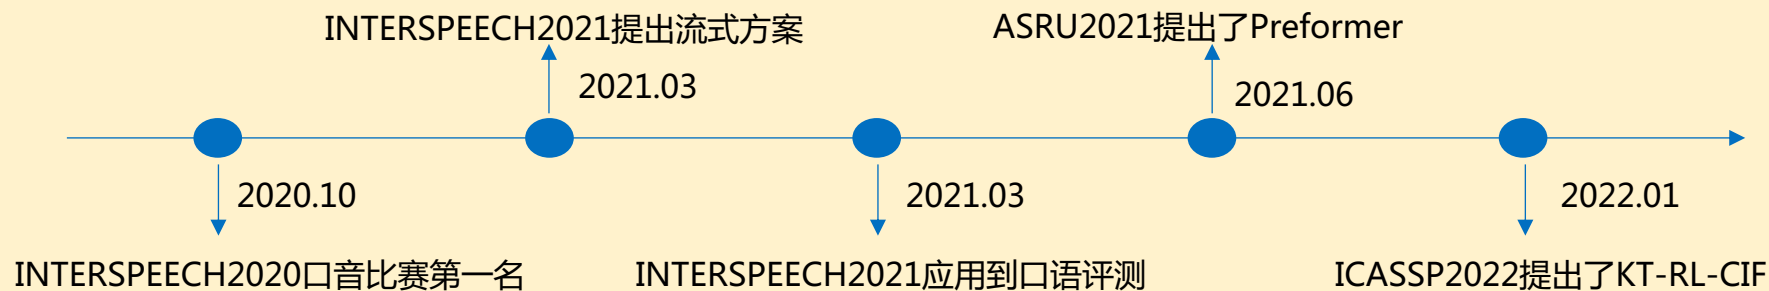 INTERSPEECH2021提出流式方案
ASRU2021提出了Preformer
2021.03
2021.06
2020.10
2021.03
2022.01
INTERSPEECH2020口音比赛第一名
INTERSPEECH2021应用到口语评测
ICASSP2022提出了KT-RL-CIF